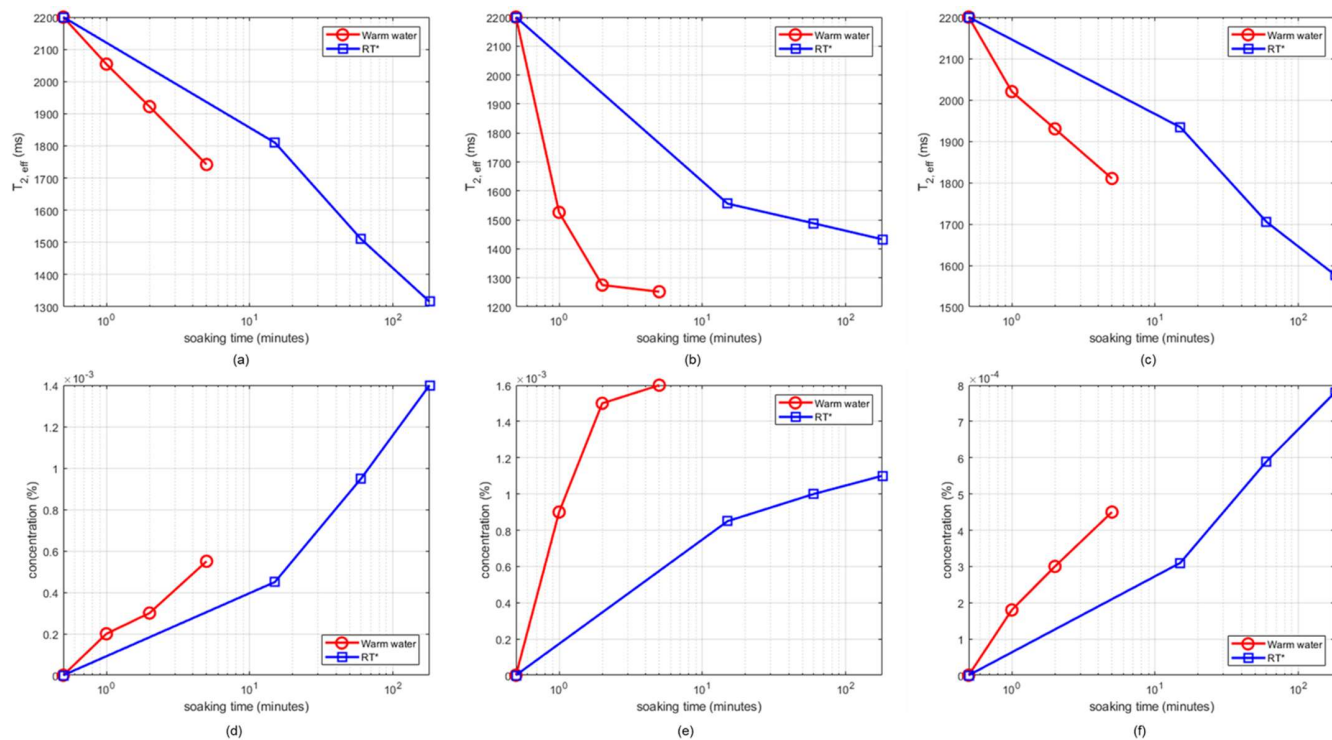 2200
2100
2000
1900
1800
1700
1600
1500
1400
1300
T2, eff (ms)
10^0
10^1
10^2
soaking time (minutes)
Warm water
RT*
(a)
2200
2100
2000
1900
1800
1700
1600
1500
1400
1300
1200
T2, eff (ms)
10^0
10^1
10^2
soaking time (minutes)
Warm water
RT*
(b)
2200
2100
2000
1900
1800
1700
1600
1500
T2, eff (ms)
10^0
10^1
10^2
soaking time (minutes)
Warm water
RT*
(c)
×10^-3
1.4
1.2
1
0.8
0.6
0.4
0.2
0
concentration (%)
10^0
10^1
10^2
soaking time (minutes)
Warm water
RT*
(d)
×10^-3
1.6
1.4
1.2
1
0.8
0.6
0.4
0.2
0
concentration (%)
10^0
10^1
10^2
soaking time (minutes)
Warm water
RT*
(e)
×10^-4
8
7
6
5
4
3
2
1
0
concentration (%)
10^0
10^1
10^2
soaking time (minutes)
Warm water
RT*
(f)